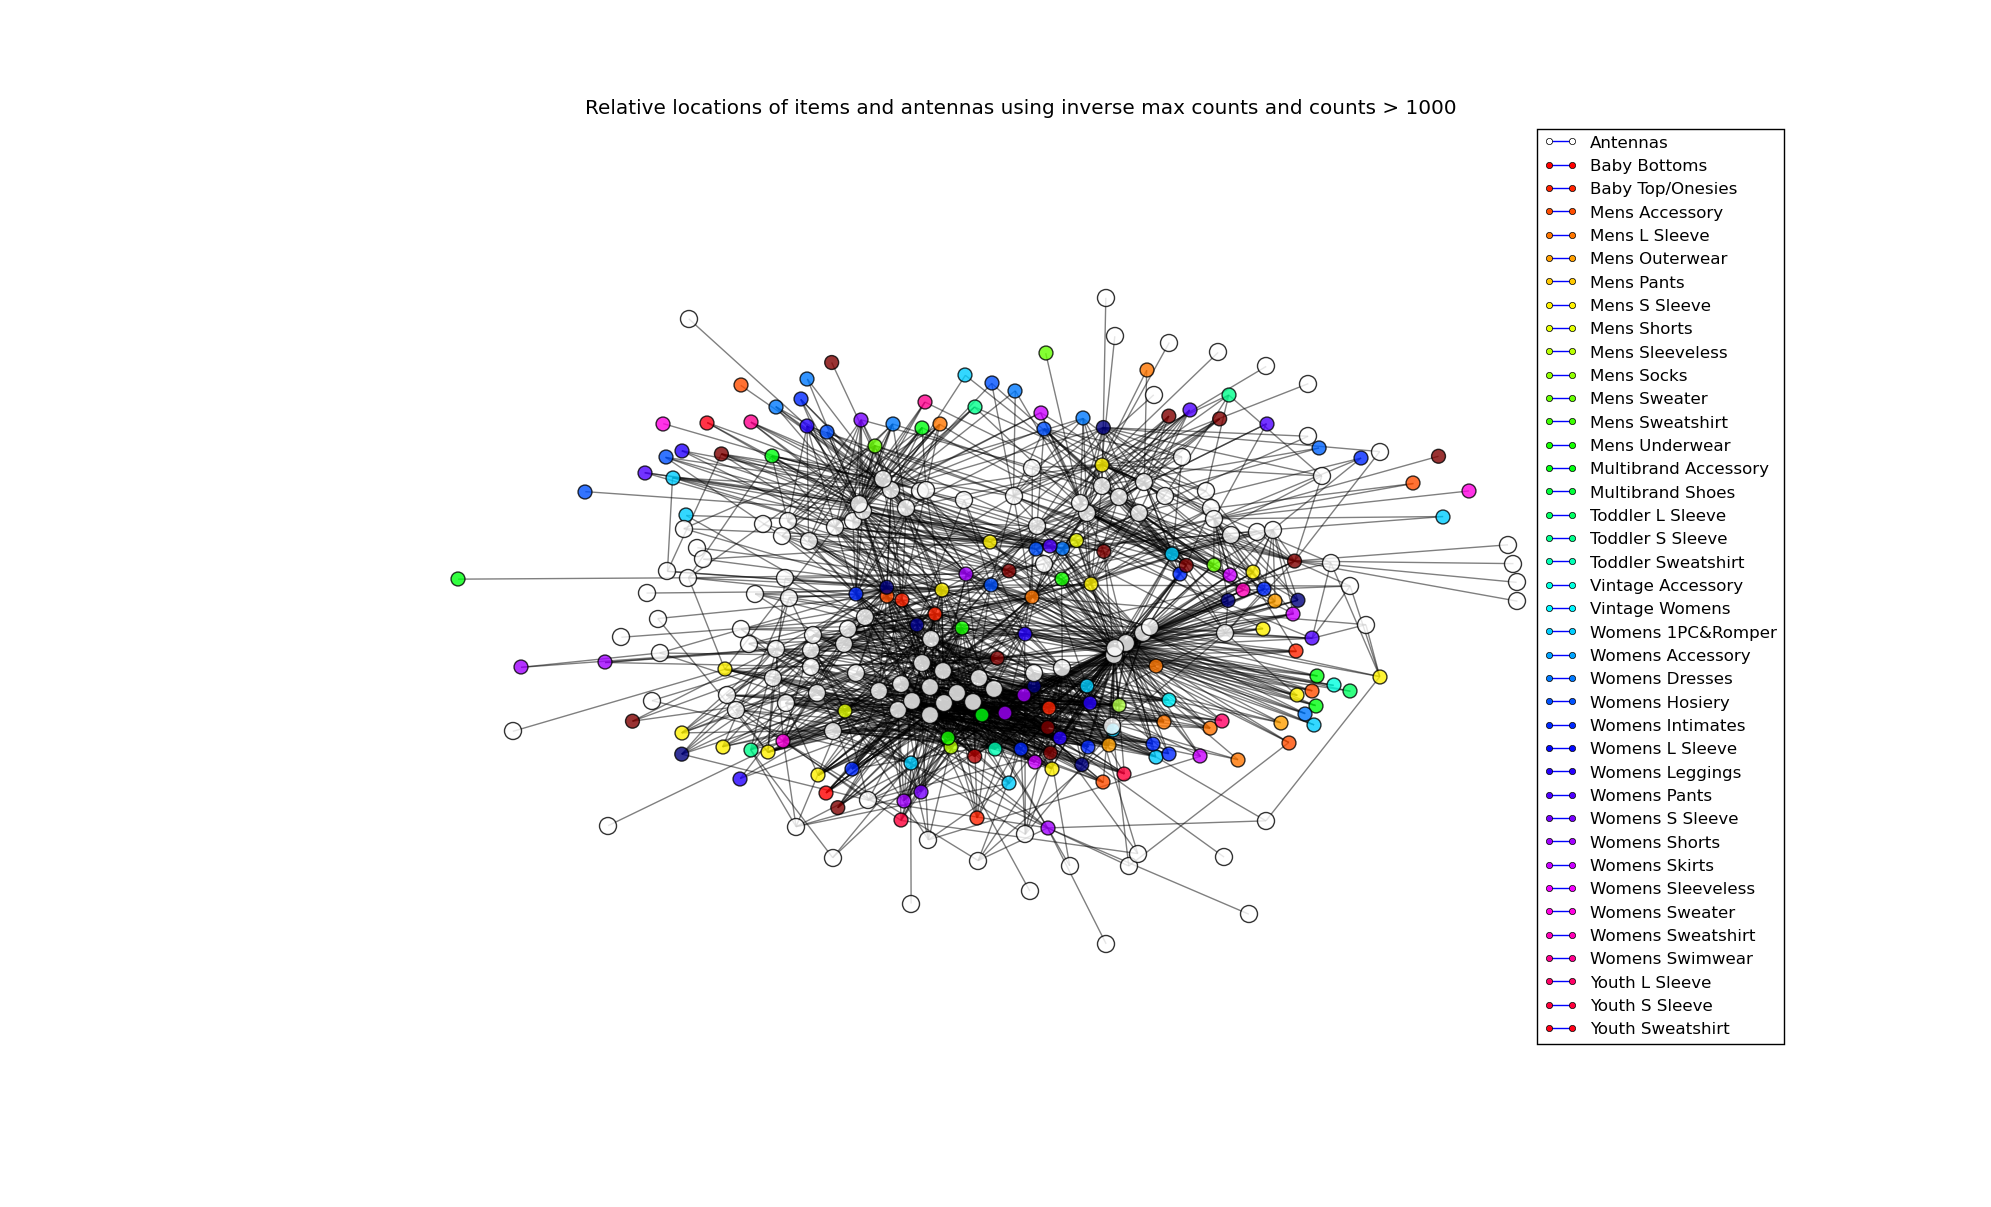 Relative locations of items and antennas using inverse max counts and counts > 1000
Antennas
Baby Bottoms
Baby Top/Onesies
Mens Accessory
Mens L Sleeve
Mens Outerwear
Mens Pants
Mens S Sleeve
Mens Shorts
Mens Sleeveless
Mens Socks
Mens Sweater
Mens Sweatshirt
Mens Underwear
Multibrand Accessory
Multibrand Shoes
Toddler L Sleeve
Toddler S Sleeve
Toddler Sweatshirt
Vintage Accessory
Vintage Womens
Womens 1PC&Romper
Womens Accessory
Womens Dresses
Womens Hosiery
Womens Intimates
Womens L Sleeve
Womens Leggings
Womens Pants
Womens S Sleeve
Womens Shorts
Womens Skirts
Womens Sleeveless
Womens Sweater
Womens Sweatshirt
Womens Swimwear
Youth L Sleeve
Youth S Sleeve
Youth Sweatshirt